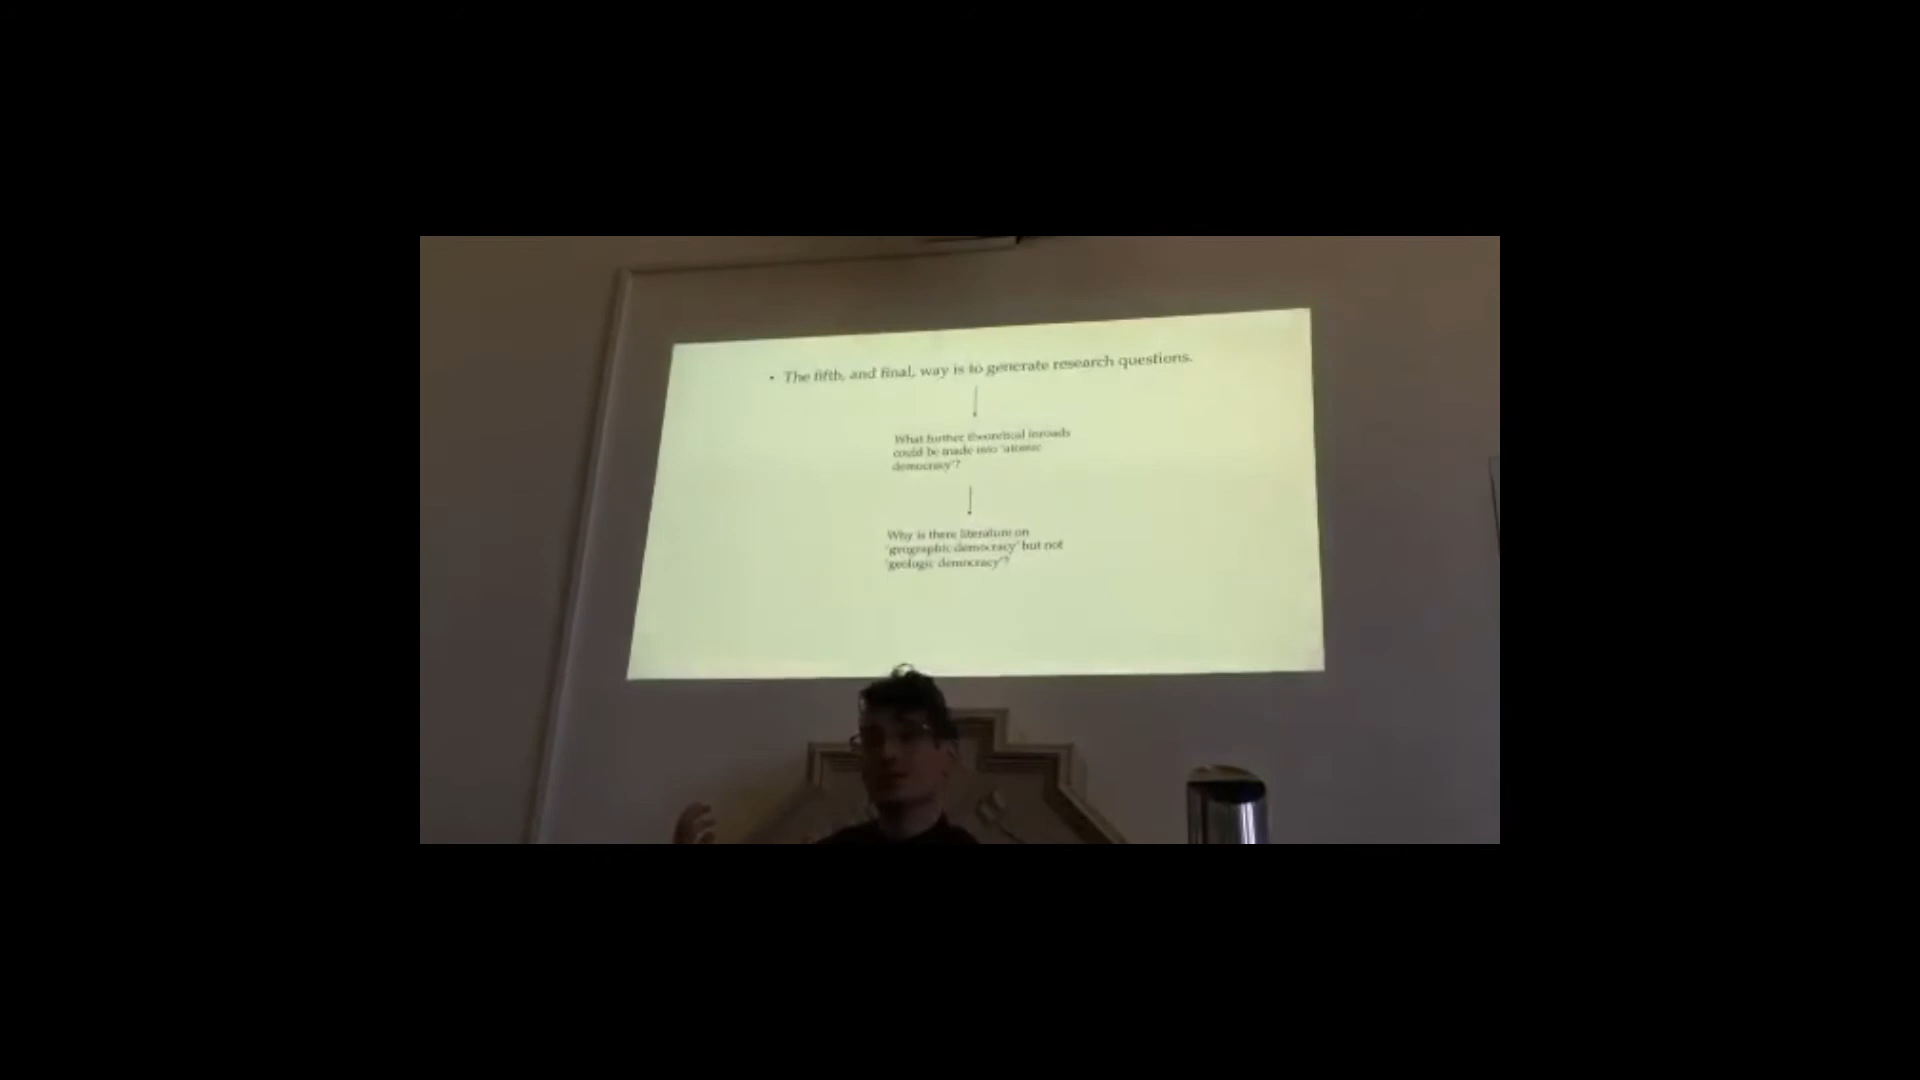 • The fifth, and final, way is to generate research questions.
What further theoretical inroads
could be made into 'atomic
democracy'?
Why is there literature on
'geographic democracy' but not
'geologic democracy'?